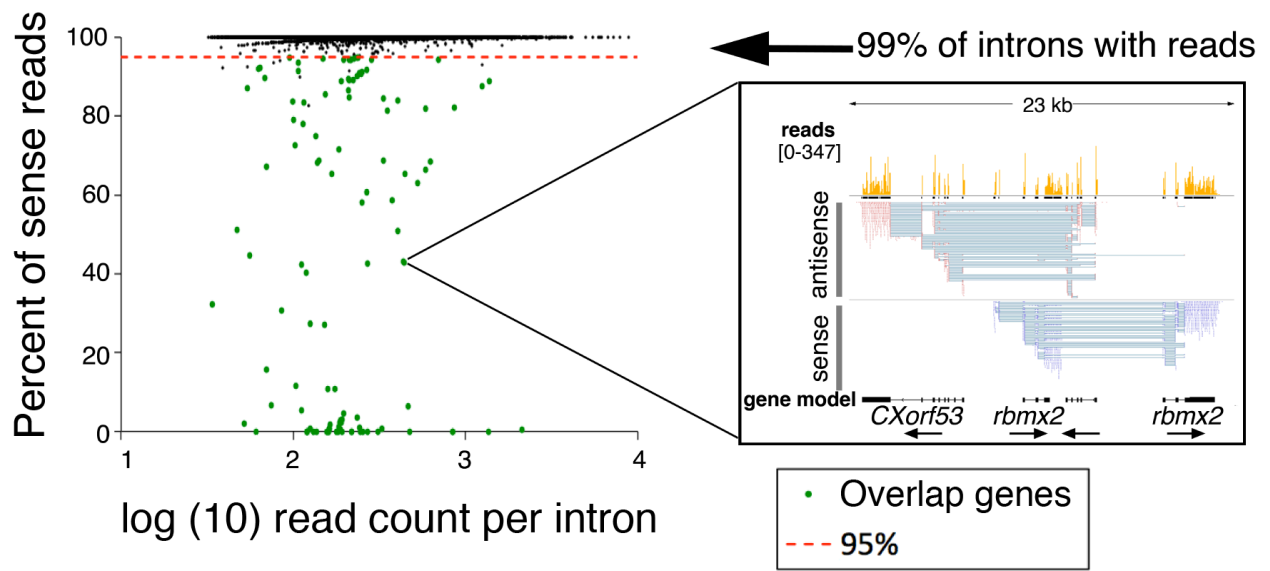 Percent of sense reads
100
80
60
40
20
0
1
2
3
4
log (10) read count per intron
99% of introns with reads
23 kb
reads
[0-347]
antisense
sense
gene model
CXorf53
rbmx2
rbmx2
Overlap genes
95%